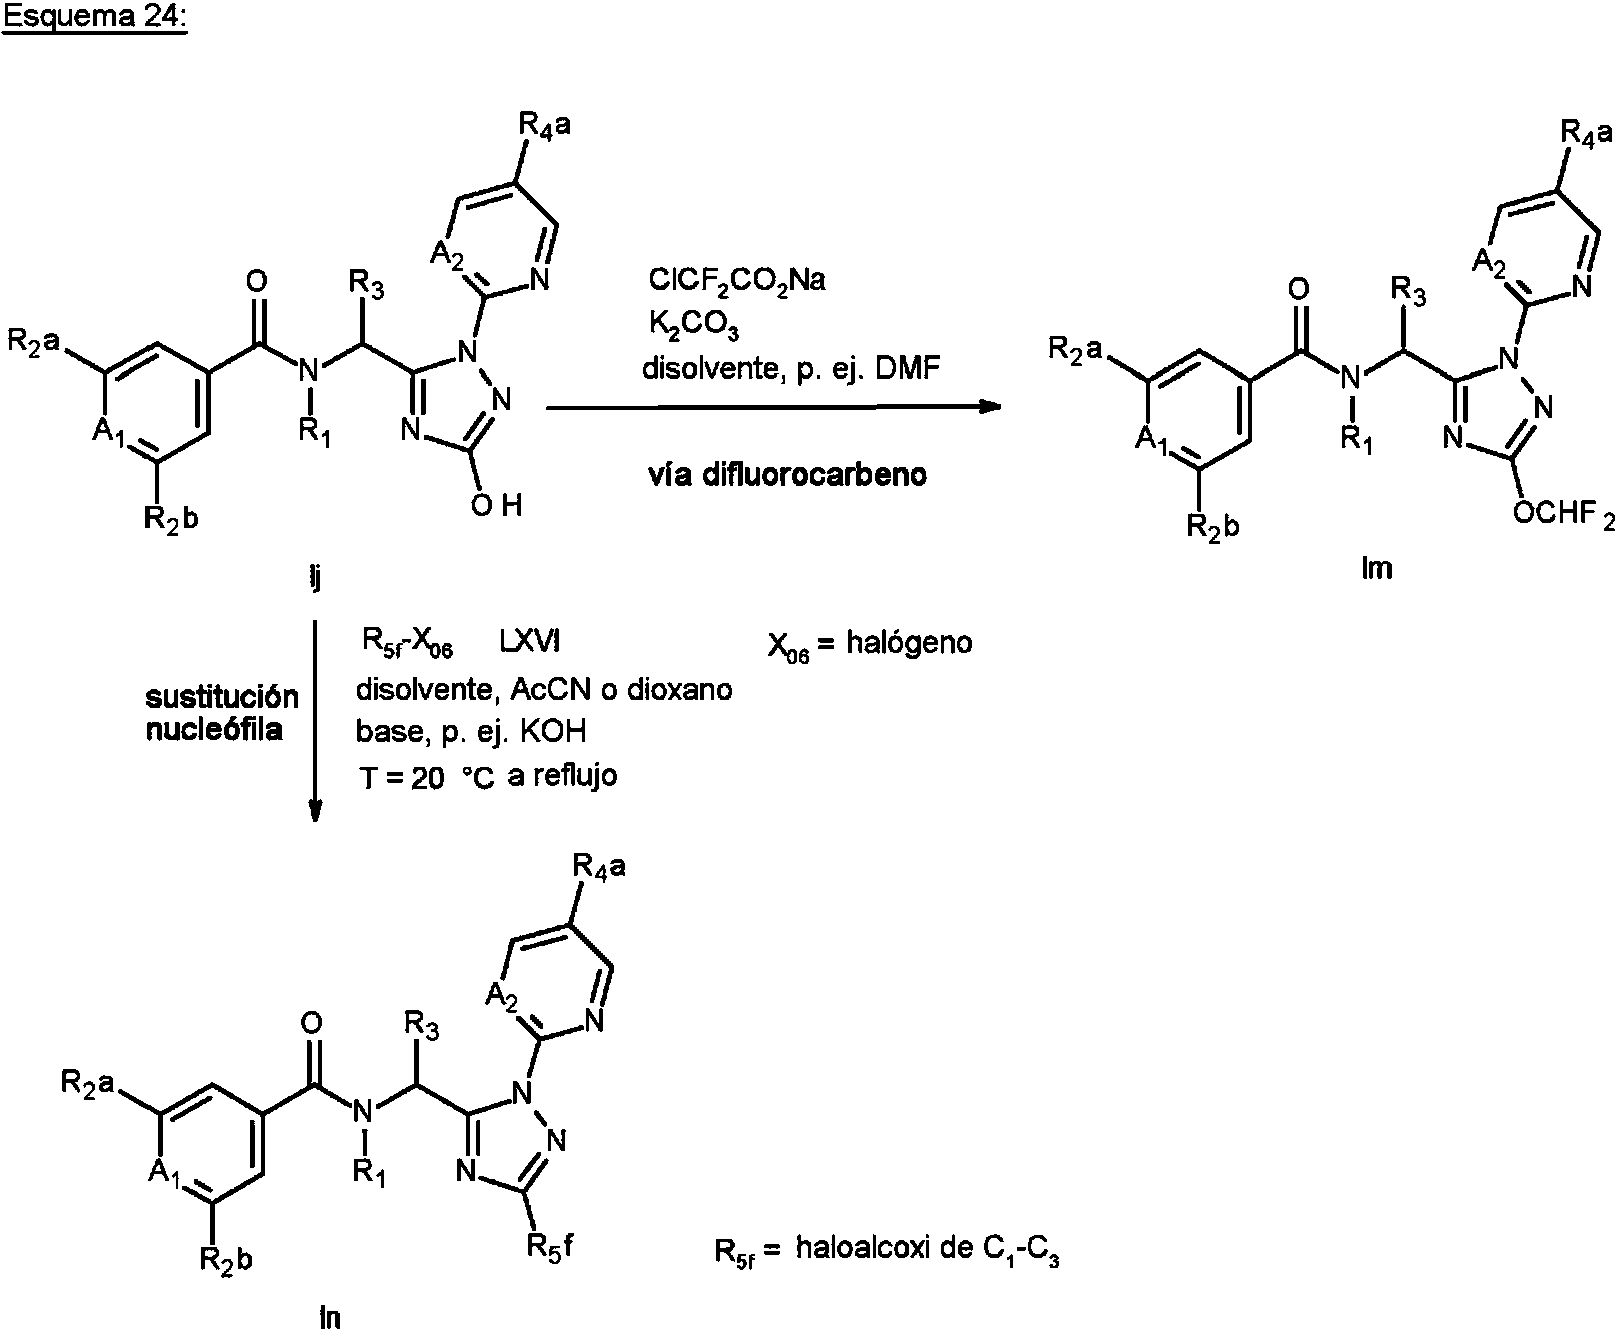 Esquema 24:
R4a
A2
N
O
R3
R2a
N
N
N
N
A1
R1
R2b
O H
Ij
ClCF2CO2Na
K2CO3
disolvente, p. ej. DMF
vía difluorocarbeno
R4a
A2
N
O
R3
R2a
N
N
N
N
A1
R1
R2b
OCHF2
Im
sustitución
nucleófila
R5f-X06 LXVI
disolvente, AcCN o dioxano
base, p. ej. KOH
T = 20 °C a reflujo
X06 = halógeno
R4a
A2
N
O
R3
R2a
N
N
N
N
A1
R1
R2b
R5f
In
R5f = haloalcoxi de C1-C3